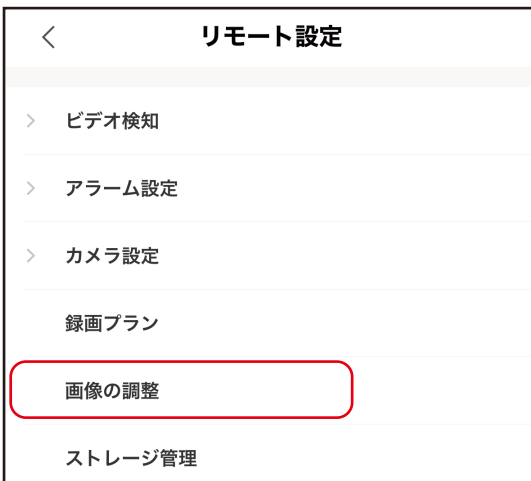 リモート設定
ビデオ検知
アラーム設定
カメラ設定
録画プラン
画像の調整
ストレージ管理